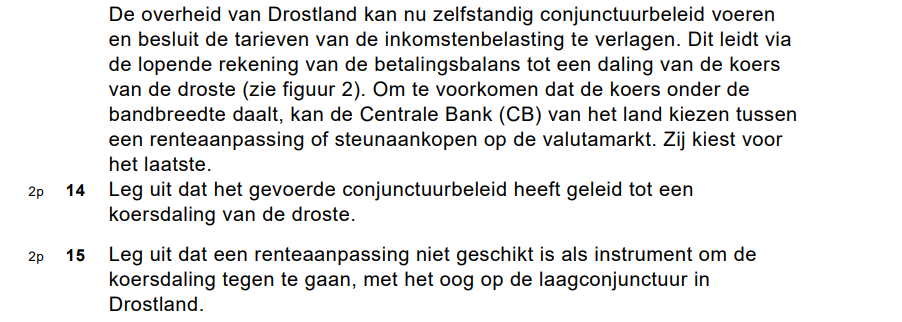 De overheid van Drostland kan nu zelfstandig conjunctuurbeleid voeren
en besluit de tarieven van de inkomstenbelasting te verlagen. Dit leidt via
de lopende rekening van de betalingsbalans tot een daling van de koers
van de droste (zie figuur 2). Om te voorkomen dat de koers onder de
bandbreedte daalt, kan de Centrale Bank (CB) van het land kiezen tussen
een renteaanpassing of steunaankopen op de valutamarkt. Zij kiest voor
het laatste.
2p 14 Leg uit dat het gevoerde conjunctuurbeleid heeft geleid tot een
koersdaling van de droste.
2p 15 Leg uit dat een renteaanpassing niet geschikt is als instrument om de
koersdaling tegen te gaan, met het oog op de laagconjunctuur in
Drostland.